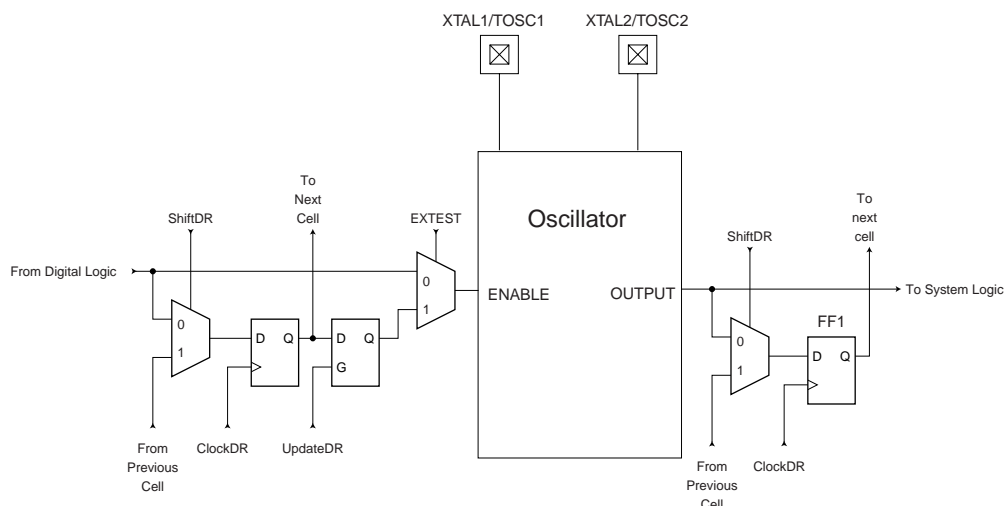 XTAL1/TOSC1
XTAL2/TOSC2
To
Next
Cell
ShiftDR
EXTEST
From Digital Logic
0
1
0
1
D Q
D Q
G
From
Previous
Cell
ClockDR
UpdateDR
Oscillator
ENABLE
OUTPUT
To
next
cell
ShiftDR
To System Logic
FF1
0
1
D Q
From
Previous
Cell
ClockDR